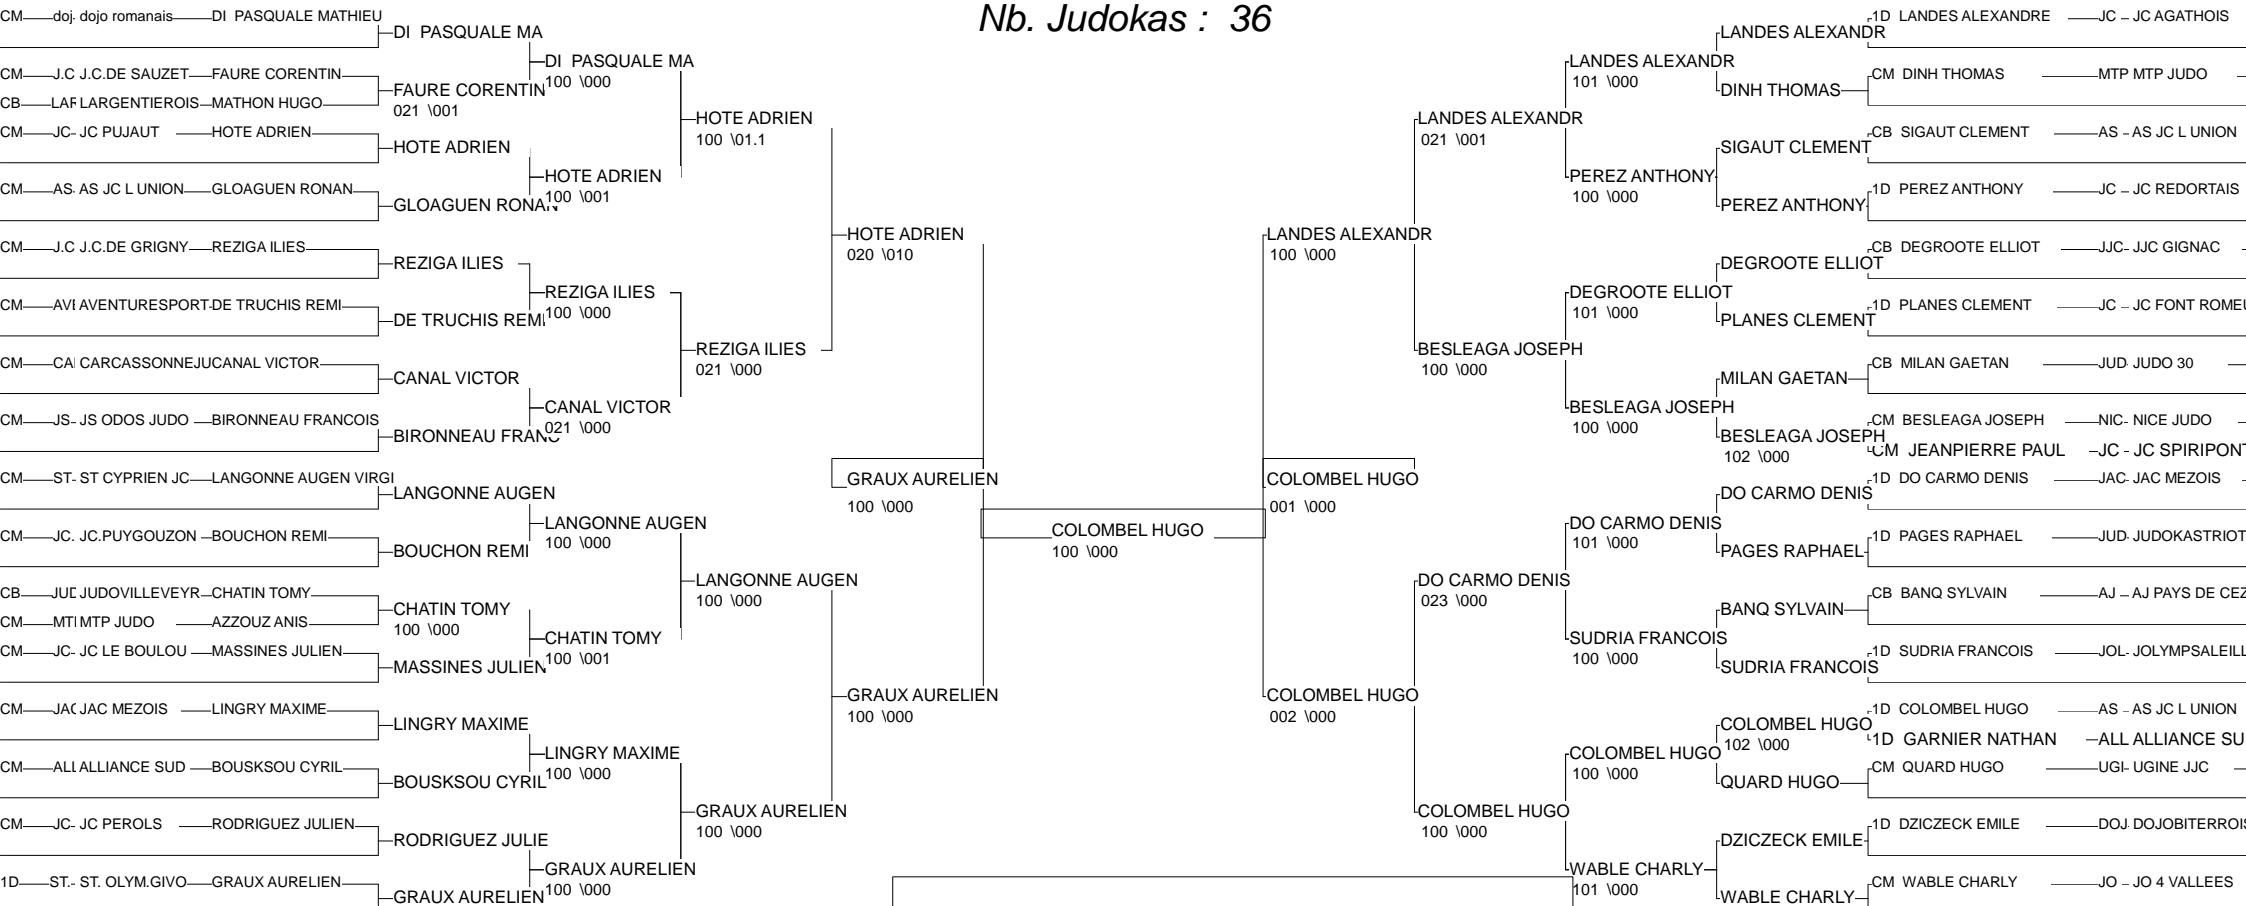 Nb. Judokas : 36
CM doj. dojo romanais DI PASQUALE MATHIEU
CM J.C J.C.DE SAUZET FAURE CORENTIN
CB LAR LARGENTIEROIS MATHON HUGO
CM JC- JC PUJAUT HOTE ADRIEN
CM AS- AS JC L UNION GLOAGUEN RONAN
CM J.C J.C.DE GRIGNY REZIGA ILIES
CM AVE AVENTURESPORT DE TRUCHIS REMI
CM CAI CARCASSONNEJU CANAL VICTOR
CM JS- JS ODOS JUDO BIRONNEAU FRANCOIS
CM ST- ST CYPRIEN JC LANGONNE AUGEN VIRGI
CM JC. JC.PUYGOUZON BOUCHON REMI
CB JUD JUDOVILLEVEYR CHATIN TOMY
CM MTP MTP JUDO AZZOUZ ANIS
CM JC- JC LE BOULOU MASSINES JULIEN
CM JAC JAC MEZOIS LINGRY MAXIME
CM ALL ALLIANCE SUD BOUSKSOU CYRIL
CM JC- JC PEROLS RODRIGUEZ JULIEN
1D ST.- ST. OLYM.GIVO GRAUX AURELIEN
DI PASQUALE MA
FAURE CORENTIN
021 \001
HOTE ADRIEN
GLOAGUEN RONAN
REZIGA ILIES
DE TRUCHIS REMI
CANAL VICTOR
BIRONNEAU FRANC
LANGONNE AUGEN
BOUCHON REMI
CHATIN TOMY
100 \000
MASSINES JULIEN
LINGRY MAXIME
BOUSKSOU CYRIL
RODRIGUEZ JULIE
GRAUX AURELIEN
DI PASQUALE MA
100 \000
HOTE ADRIEN
100 \001
REZIGA ILIES
100 \000
CANAL VICTOR
021 \000
LANGONNE AUGEN
100 \000
CHATIN TOMY
100 \001
LINGRY MAXIME
100 \000
GRAUX AURELIEN
100 \000
HOTE ADRIEN
100 \01.1
REZIGA ILIES
021 \000
LANGONNE AUGEN
100 \000
GRAUX AURELIEN
100 \000
HOTE ADRIEN
020 \010
GRAUX AURELIEN
100 \000
GRAUX AURELIEN
100 \000
COLOMBEL HUGO
100 \000
LANDES ALEXANDR
100 \000
COLOMBEL HUGO
001 \000
COLOMBEL HUGO
002 \000
LANDES ALEXANDR
021 \001
BESLEAGA JOSEPH
100 \000
DO CARMO DENIS
023 \000
COLOMBEL HUGO
100 \000
LANDES ALEXANDR
101 \000
PEREZ ANTHONY
100 \000
DEGROOTE ELLIOT
101 \000
BESLEAGA JOSEPH
100 \000
DO CARMO DENIS
101 \000
SUDRIA FRANCOIS
100 \000
COLOMBEL HUGO
100 \000
WABLE CHARLY
101 \000
LANDES ALEXANDR
DINH THOMAS
SIGAUT CLEMENT
PEREZ ANTHONY
DEGROOTE ELLIOT
PLANES CLEMENT
MILAN GAETAN
BESLEAGA JOSEPH
102 \000
DO CARMO DENIS
PAGES RAPHAEL
BANQ SYLVAIN
SUDRIA FRANCOIS
COLOMBEL HUGO
102 \000
QUARD HUGO
DZICZECK EMILE
WABLE CHARLY
1D LANDES ALEXANDRE JC - JC AGATHOIS
CM DINH THOMAS MTP MTP JUDO
CB SIGAUT CLEMENT AS - AS JC L UNION
1D PEREZ ANTHONY JC - JC REDORTAIS
CB DEGROOTE ELLIOT JJC- JJC GIGNAC
1D PLANES CLEMENT JC - JC FONT ROMEU
CB MILAN GAETAN JUD JUDO 30
CM BESLEAGA JOSEPH NIC- NICE JUDO
CM JEANPIERRE PAUL JC - JC SPIRIPONT
1D DO CARMO DENIS JAC- JAC MEZOIS
1D PAGES RAPHAEL JUD- JUDOKASTRIOT
CB BANQ SYLVAIN AJ - AJ PAYS DE CEZ
1D SUDRIA FRANCOIS JOL- JOLYMPSALEILL
1D COLOMBEL HUGO AS - AS JC L UNION
1D GARNIER NATHAN ALL ALLIANCE SU
CM QUARD HUGO UGI- UGINE JJC
1D DZICZECK EMILE DOJ DOJOBITERROIS
CM WABLE CHARLY JO - JO 4 VALLEES